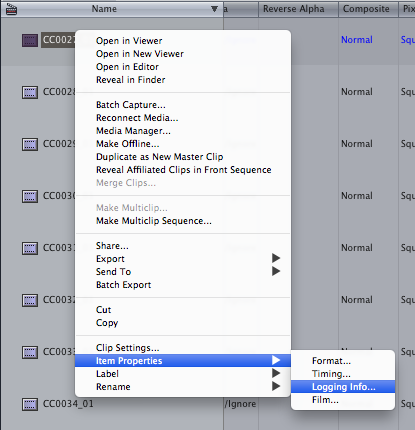 Name
a
Reverse Alpha
Composite
Pix
CC002
Normal
Squ
Open in Viewer
Open in New Viewer
Open in Editor
Reveal in Finder
CC0028
Normal
Squ
Batch Capture...
Reconnect Media...
Media Manager...
Make Offline...
CC0029
Normal
Squ
Duplicate as New Master Clip
Reveal Affiliated Clips in Front Sequence
Merge Clips...
CC0030
Normal
Squ
Make Multiclip...
Make Multiclip Sequence...
CC003
Normal
Squ
Share...
Export
Send To
Batch Export
CC0032
Normal
Squ
Cut
Copy
CC003
Clip Settings...
Normal
Squ
Item Properties
Format...
Label
Timing...
Rename
Logging Info...
Film...
CC0034_01
/Ignore
Squ